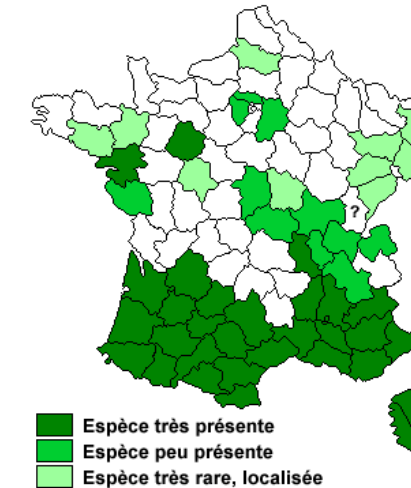 ?
Espèce très présente
Espèce peu présente
Espèce très rare, localisée